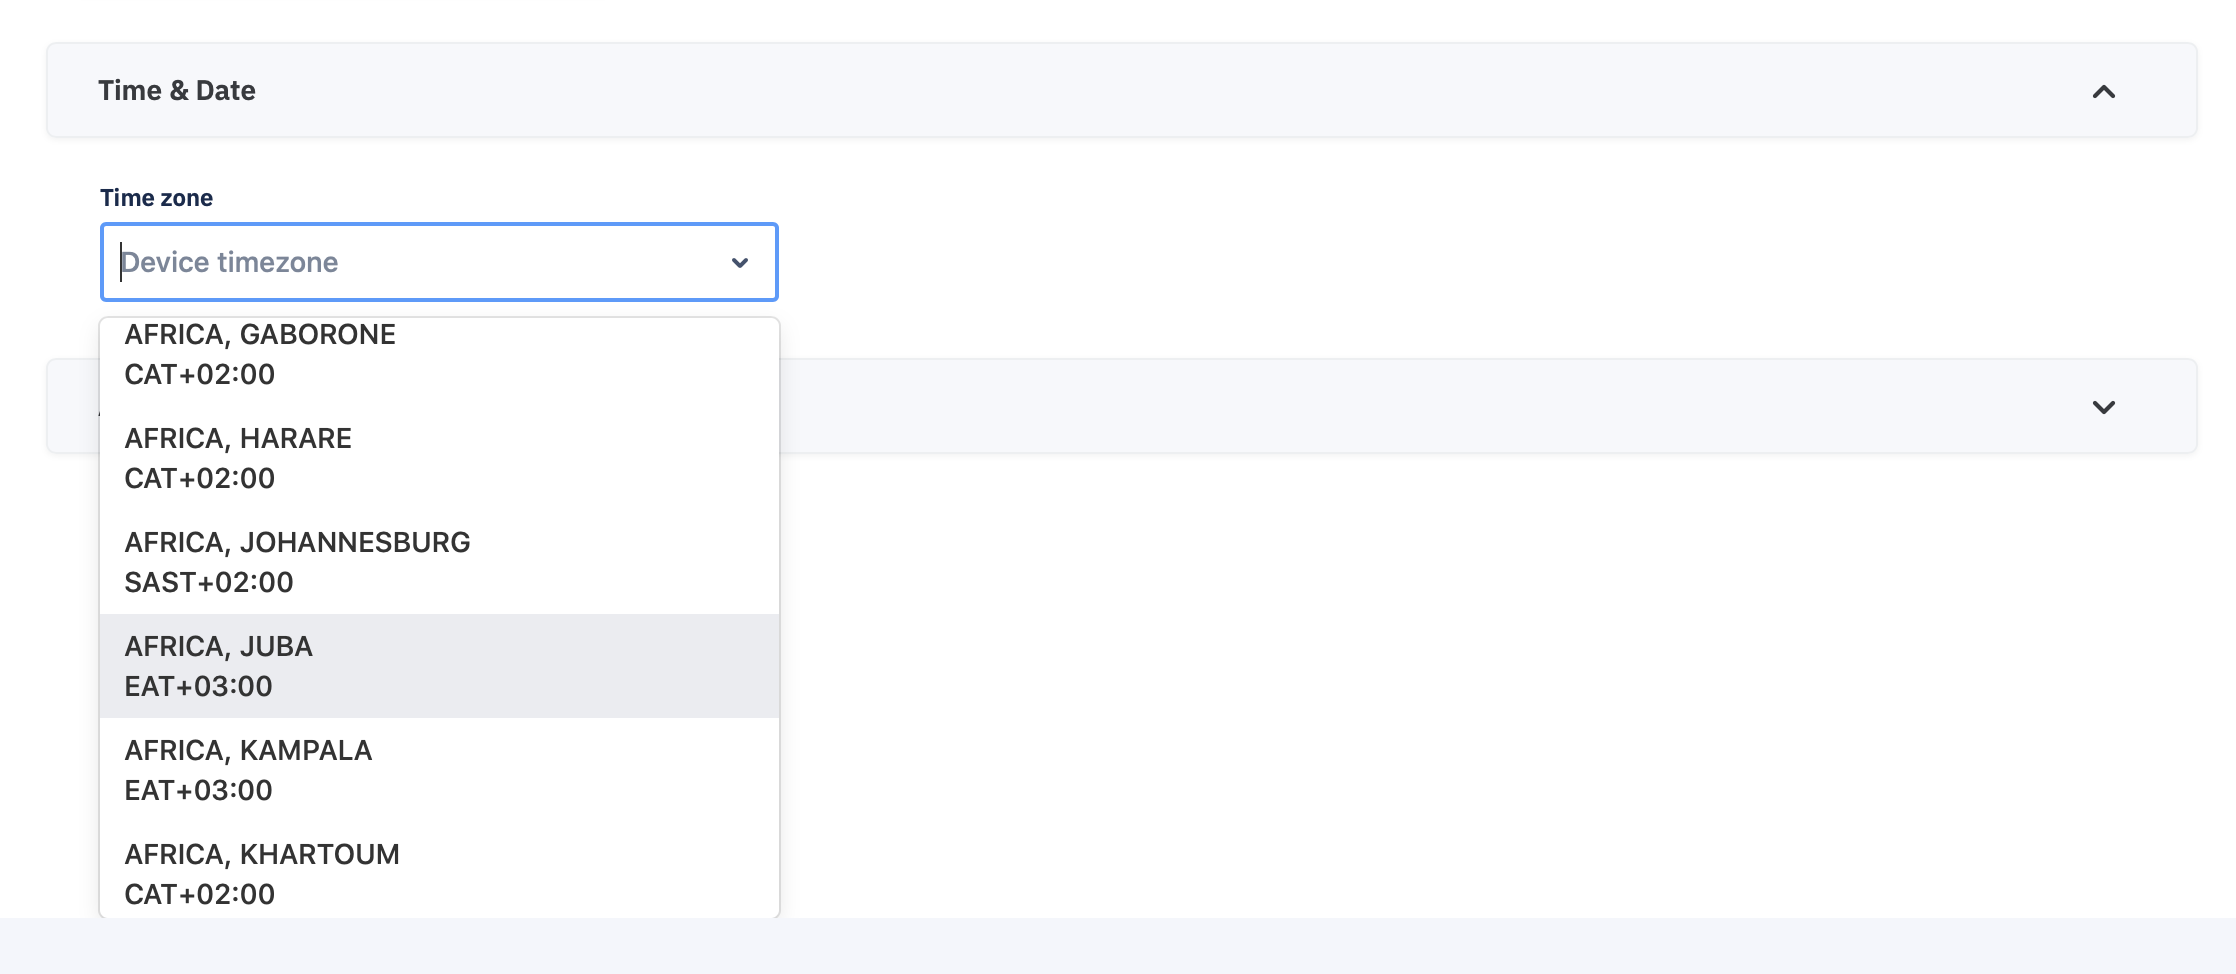 Time & Date
Time zone
Device timezone
AFRICA, GABORONE
CAT+02:00
AFRICA, HARARE
CAT+02:00
AFRICA, JOHANNESBURG
SAST+02:00
AFRICA, JUBA
EAT+03:00
AFRICA, KAMPALA
EAT+03:00
AFRICA, KHARTOUM
CAT+02:00